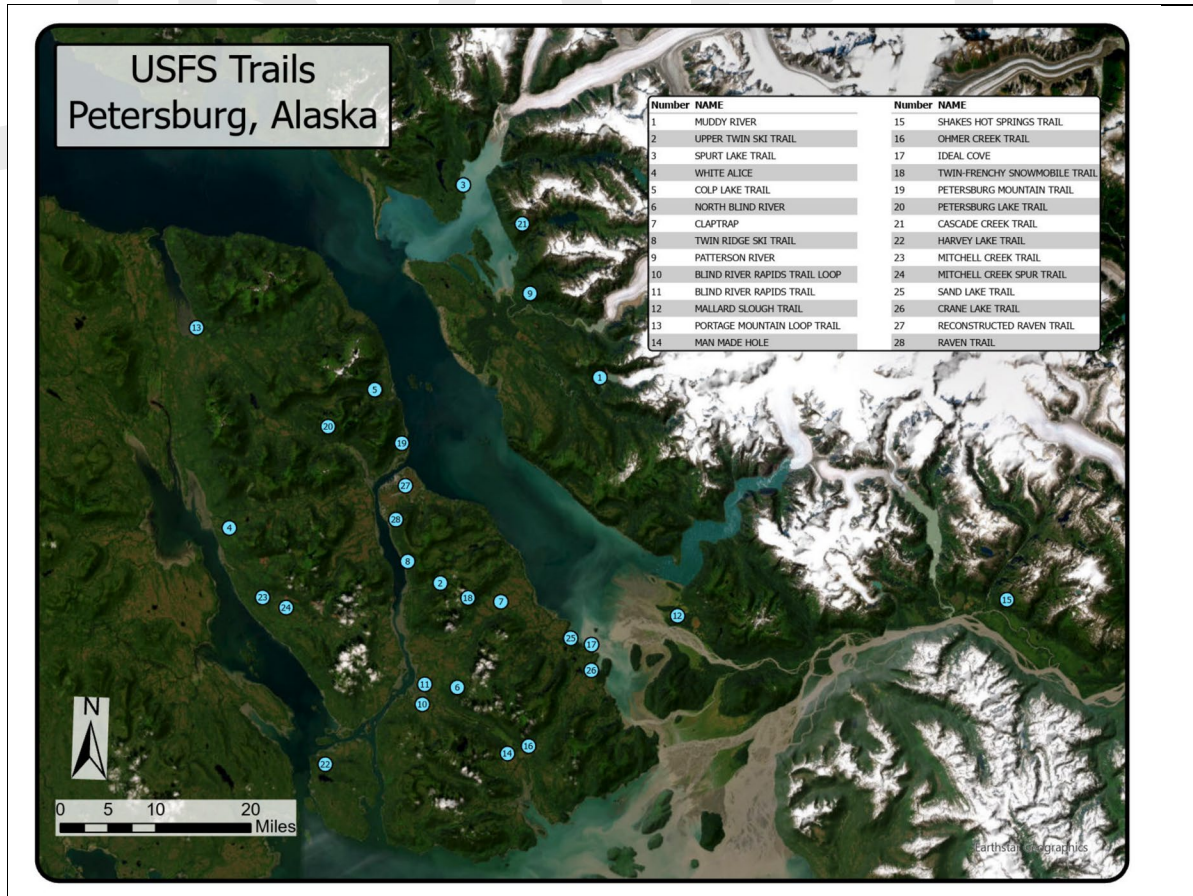 USFS Trails
Petersburg, Alaska
Number NAME
1 MUDDY RIVER
2 UPPER TWIN SKI TRAIL
3 SPURT LAKE TRAIL
4 WHITE ALICE
5 COLP LAKE TRAIL
6 NORTH BLIND RIVER
7 CLAPTRAP
8 TWIN RIDGE SKI TRAIL
9 PATTERSON RIVER
10 BLIND RIVER RAPIDS TRAIL LOOP
11 BLIND RIVER RAPIDS TRAIL
12 MALLARD SLOUGH TRAIL
13 PORTAGE MOUNTAIN LOOP TRAIL
14 MAN MADE HOLE
Number NAME
15 SHAKES HOT SPRINGS TRAIL
16 OHMER CREEK TRAIL
17 IDEAL COVE
18 TWIN-FRENCHY SNOWMOBILE TRAIL
19 PETERSBURG MOUNTAIN TRAIL
20 PETERSBURG LAKE TRAIL
21 CASCADE CREEK TRAIL
22 HARVEY LAKE TRAIL
23 MITCHELL CREEK TRAIL
24 MITCHELL CREEK SPUR TRAIL
25 SAND LAKE TRAIL
26 CRANE LAKE TRAIL
27 RECONSTRUCTED RAVEN TRAIL
28 RAVEN TRAIL
3
21
9
13
1
5
20
19
27
28
4
8
2
23
24
18
7
15
12
25
17
26
11
6
10
16
14
22
N
0 5 10 20
Miles
Earthstar Geographics